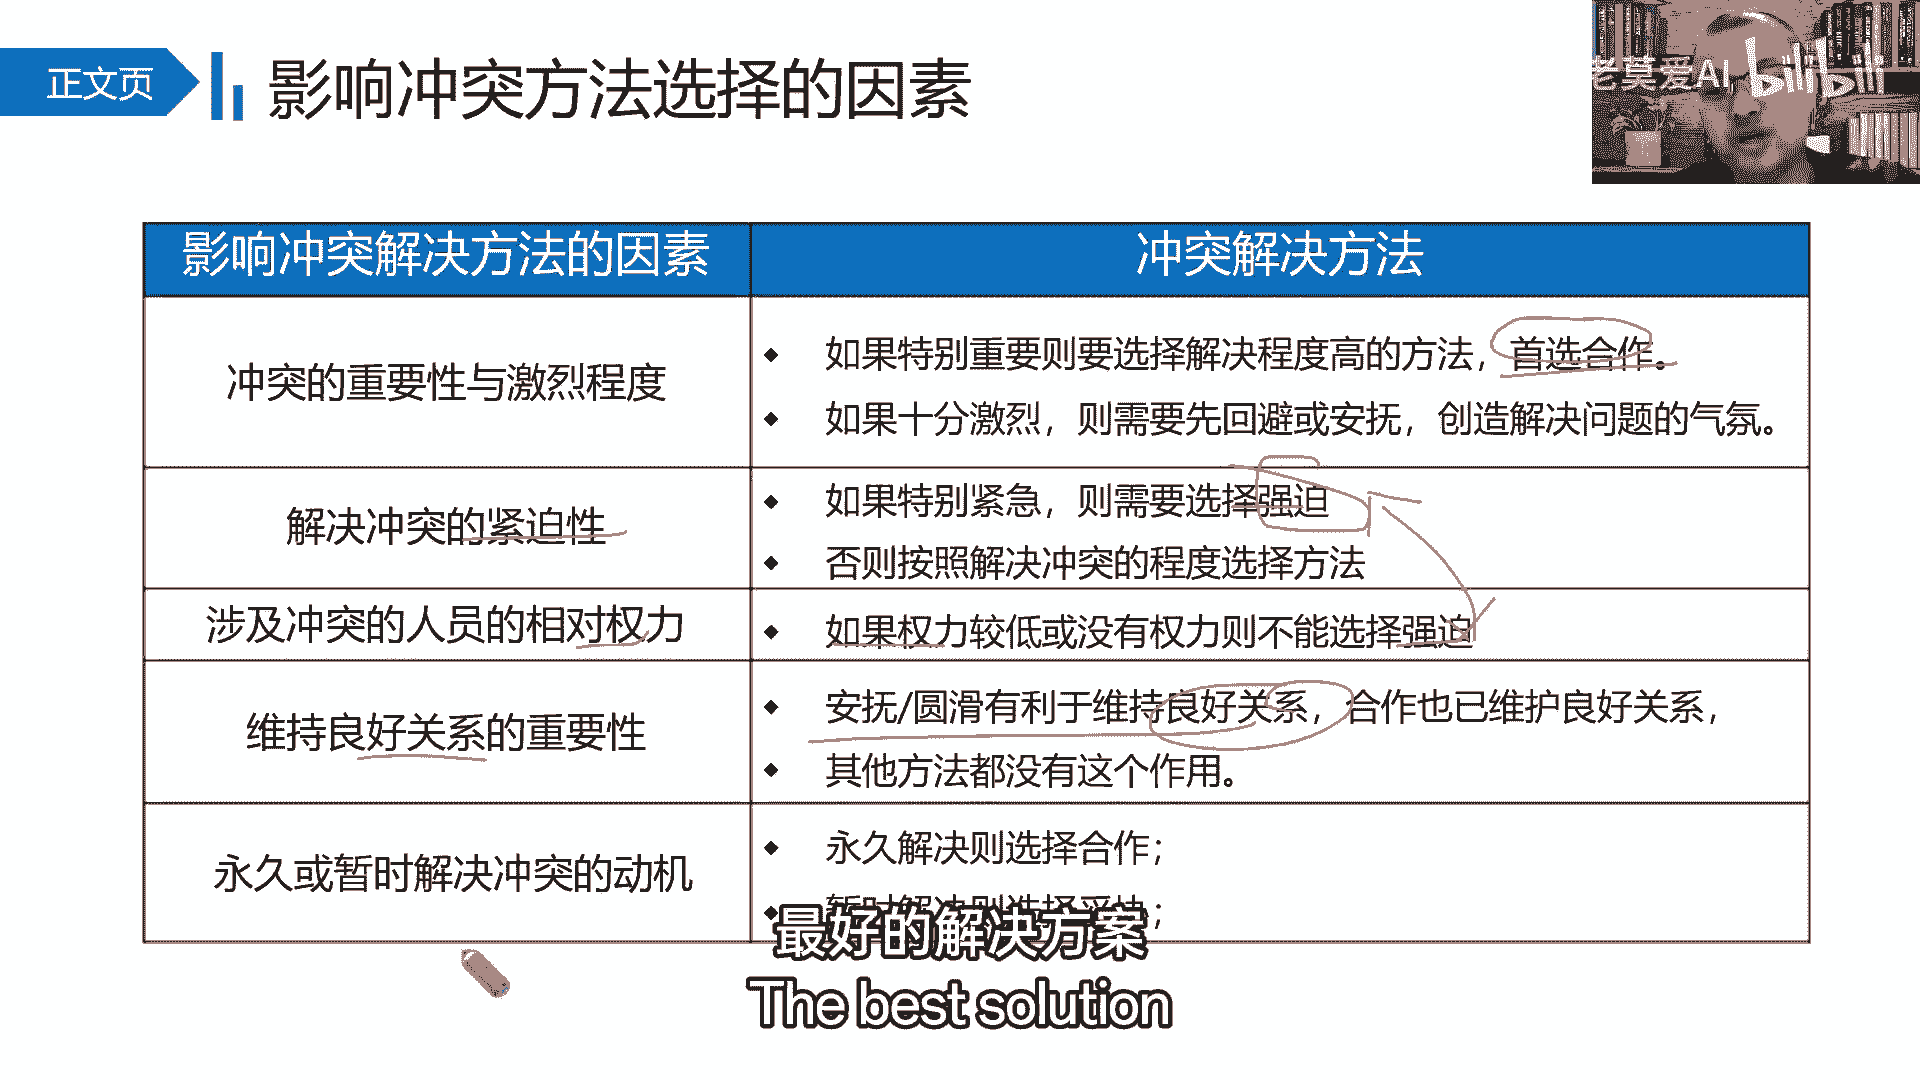 正文页
影响冲突方法选择的因素
老莫爱AI bilibili
影响冲突解决方法的因素
冲突解决方法
冲突的重要性与激烈程度
◆ 如果特别重要则要选择解决程度高的方法，首选合作。
◆ 如果十分激烈，则需要先回避或安抚，创造解决问题的气氛。
解决冲突的紧迫性
◆ 如果特别紧急，则需要选择强迫
◆ 否则按照解决冲突的程度选择方法
涉及冲突的人员的相对权力
◆ 如果权力较低或没有权力则不能选择强迫
维持良好关系的重要性
◆ 安抚/圆滑有利于维持良好关系，合作也已维护良好关系，
◆ 其他方法都没有这个作用。
永久或暂时解决冲突的动机
◆ 永久解决则选择合作；
◆ 暂时解决则选择妥协；
最好的解决方案
The best solution